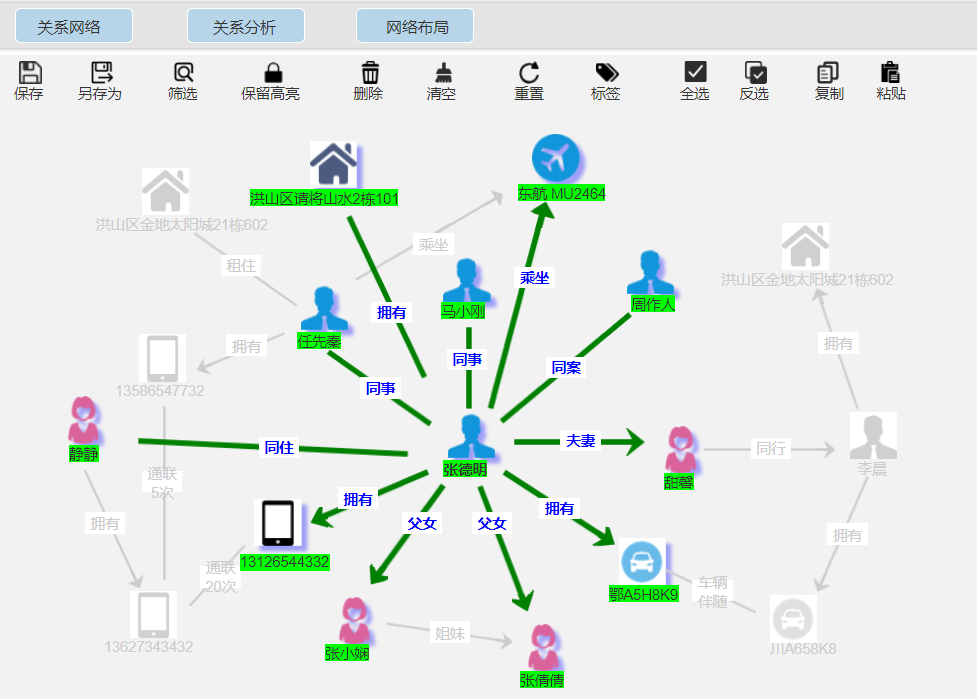 关系网络
关系分析
网络布局
保存
另存为
筛选
保留高亮
删除
清空
重置
标签
全选
反选
复制
粘贴
洪山区请将山水2栋101
东航 MU2464
洪山区金地太阳城21栋602
乘坐
租住
乘坐
洪山区金地太阳城21栋602
拥有
马小刚
周作人
任先秦
拥有
拥有
同事
同案
13586547732
同事
静静
同住
张德明
夫妻
甜馨
同行
李晨
通联
5次
拥有
拥有
父女
父女
拥有
拥有
13126544332
通联
20次
鄂A5H8K9
车辆
伴随
13627343432
张小娴
姐妹
川A658K8
张倩倩